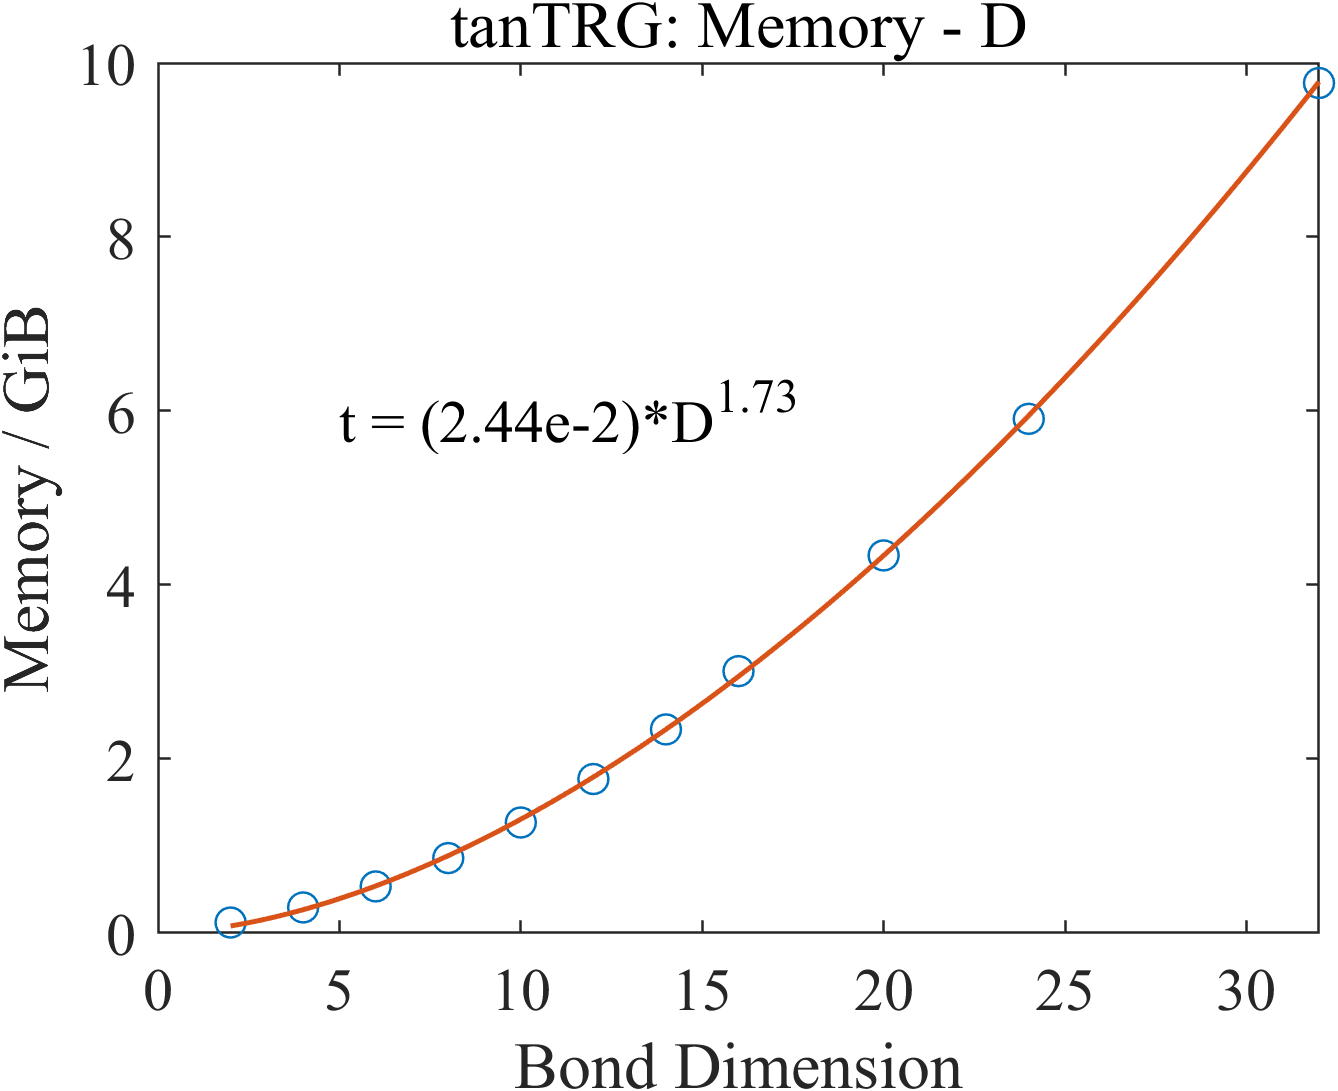 tanTRG: Memory - D
10
8
6
4
2
0
Memory / GiB
t = (2.44e-2)*D^1.73
0 5 10 15 20 25 30
Bond Dimension